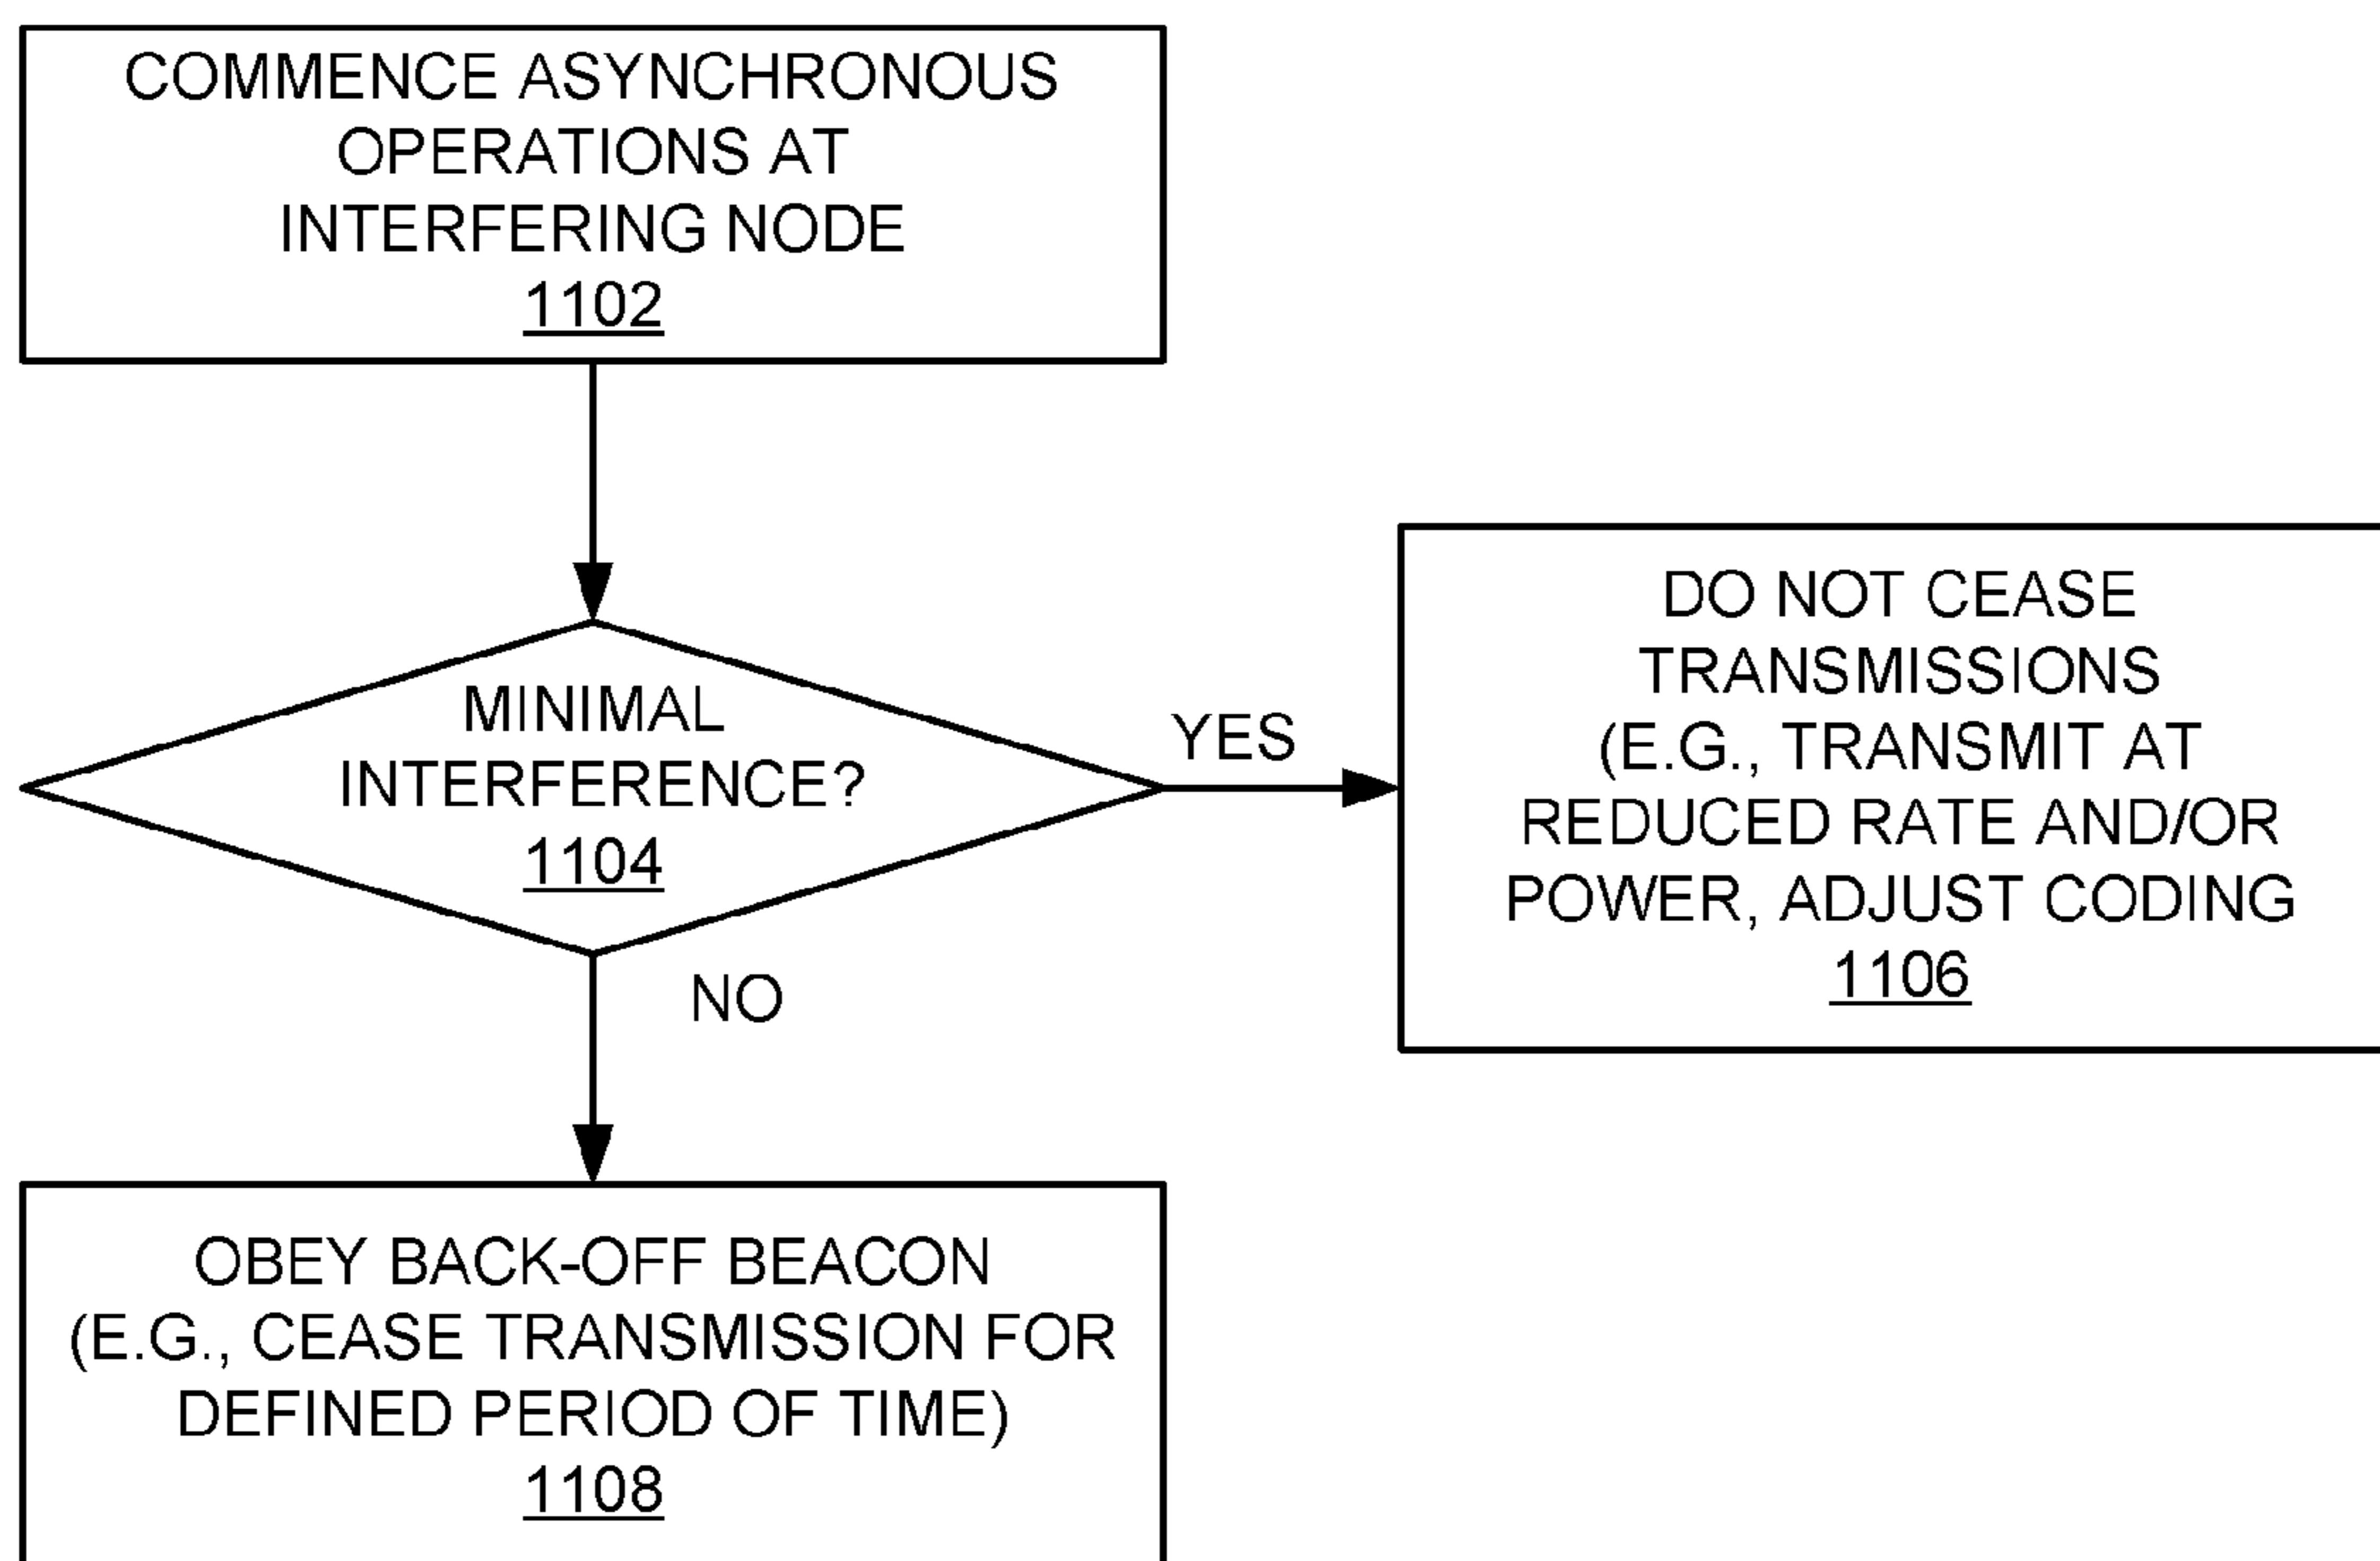 COMMENCE ASYNCHRONOUS
OPERATIONS AT
INTERFERING NODE
1102
MINIMAL
INTERFERENCE?
1104
YES
DO NOT CEASE
TRANSMISSIONS
(E.G., TRANSMIT AT
REDUCED RATE AND/OR
POWER, ADJUST CODING
1106
NO
OBEY BACK-OFF BEACON
(E.G., CEASE TRANSMISSION FOR
DEFINED PERIOD OF TIME)
1108